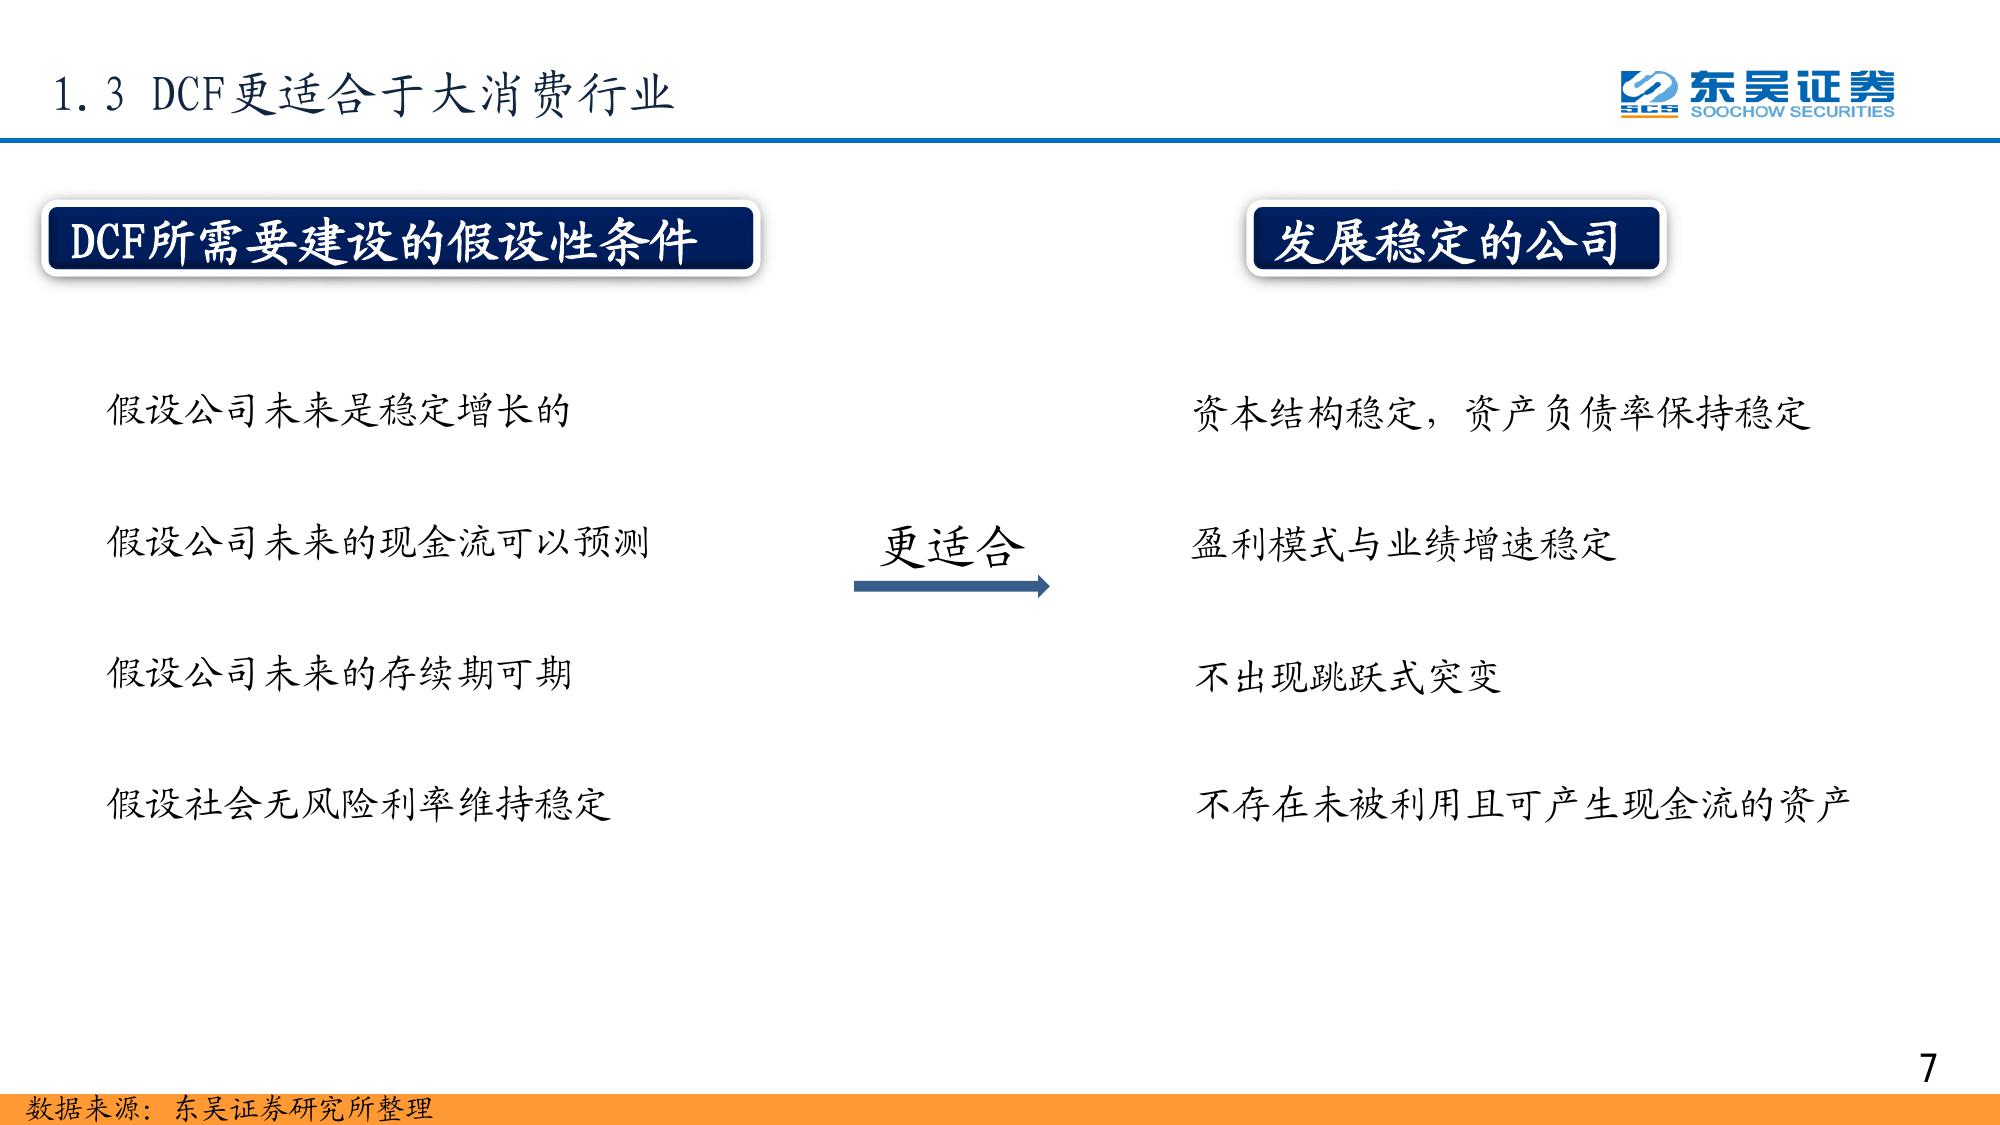 1.3 DCF更适合于大消费行业
东吴证券
SCS
SOOCHOW SECURITIES
DCF所需要建设的假设性条件
假设公司未来是稳定增长的
假设公司未来的现金流可以预测
假设公司未来的存续期可期
假设社会无风险利率维持稳定
更适合
发展稳定的公司
资本结构稳定，资产负债率保持稳定
盈利模式与业绩增速稳定
不出现跳跃式突变
不存在未被利用且可产生现金流的资产
7
数据来源：东吴证券研究所整理